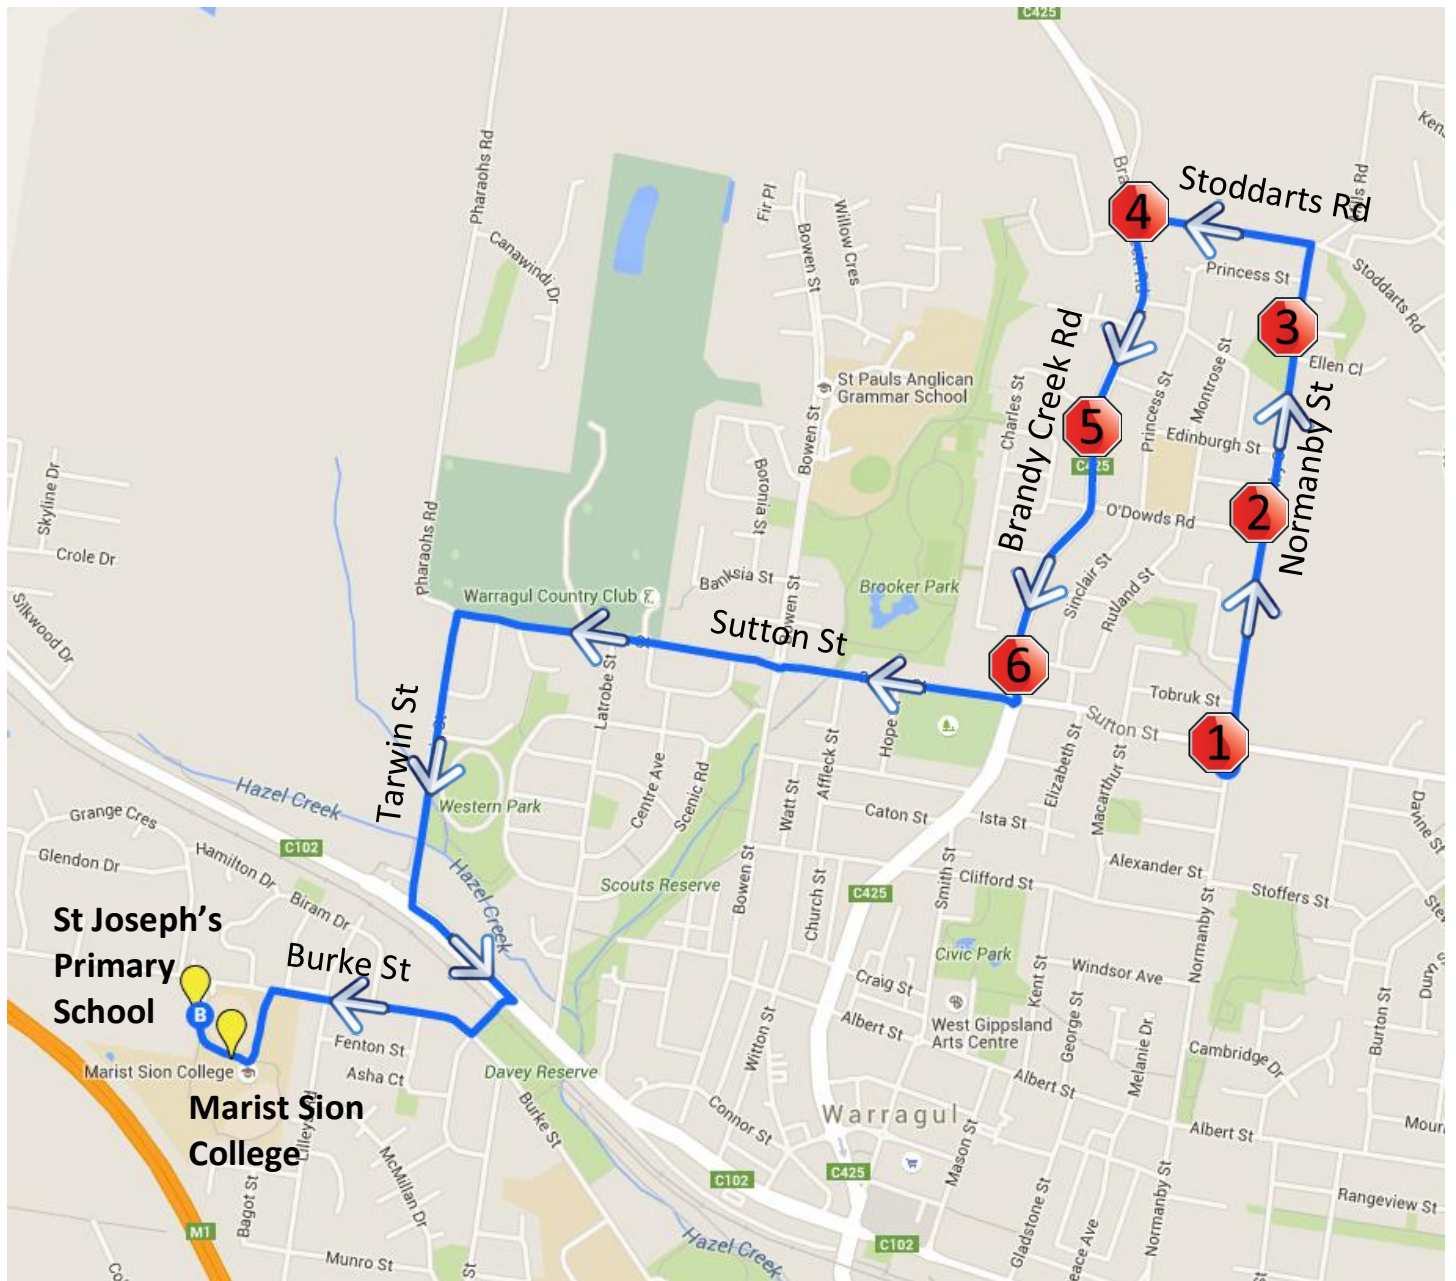 C425
Stoddarts Rd
4
Princess St
Stoddarts Rd
3
Ellen Cl
Pharaohs Rd
Canawindi Dr
Fir Pl
Bowen St
Willow Cres
St Pauls Anglican
Grammar School
Bowen St
Boronia St
Banksia St
Bowen St
Brooker Park
Charles St
Brandy Creek Rd
5
C425
Princess St
Montrose St
Edinburgh St
Normanby St
2
O'Dowds Rd
Sinclair St
Rutland St
Skyline Dr
Crole Dr
Silkwood Dr
Pharaohs Rd
Warragul Country Club
Sutton St
6
Tobruk St
Sutton St
1
Tarwin St
Latrobe St
Hope
Affleck St
Elizabeth St
Macarthur St
Hazel Creek
Western Park
Centre Ave
Scenic Rd
Watt St
Caton St
Ista St
Davine St
Grange Cres
Glendon Dr
Hamilton Dr
C102
Biram Dr
Hazel Creek
Scouts Reserve
Bowen St
Church St
C425
Smith St
Clifford St
Alexander St
Stoffers St
Normanby St
St Joseph's
Primary
School
B
Burke St
Civic Park
Craig St
Albert St
Kent St
Windsor Ave
George St
West Gippsland
Arts Centre
Melanie Dr
Cambridge Dr
Burton St
Fenton St
Asha Ct
Davey Reserve
Witton St
Marist Sion College
Marist Sion
College
Burke St
Connor St
Warragul
Albert St
Albert St
McMillan Dr
Bagot St
M1
Munro St
C102
C425
Mason St
Hazel Creek
C102
Gladstone St
Normanby St
Rangeview St